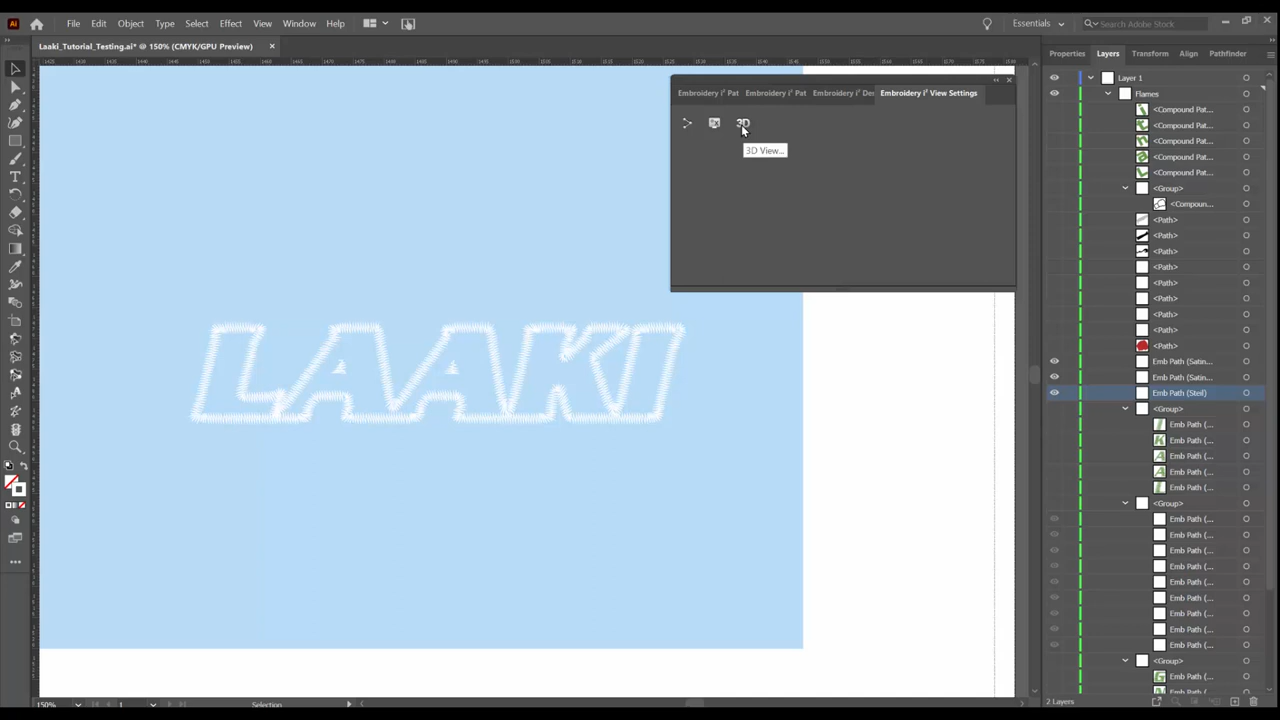 Ai File Edit Object Type Select Effect View Window Help Essentials Search Adobe Stock
Laaki_Tutorial_Testing.ai* @ 150% (CMYK/GPU Preview)
Properties Layers Transform Align Pathfinder
Embroidery i² Pat Embroidery i² Pat Embroidery i² De Embroidery i² View Settings
3D
3D View...
LAAKI
Layer 1
Flames
<Compound Pat...
<Compound Pat...
<Compound Pat...
<Compound Pat...
<Compound Pat...
<Group>
<Compoun...
<Path>
<Path>
<Path>
<Path>
<Path>
<Path>
<Path>
<Path>
<Path>
Emb Path (Satin...
Emb Path (Satin...
Emb Path (Steil)
<Group>
Emb Path (...
Emb Path (...
Emb Path (...
Emb Path (...
Emb Path (...
<Group>
Emb Path (...
Emb Path (...
Emb Path (...
Emb Path (...
Emb Path (...
Emb Path (...
Emb Path (...
Emb Path (...
Emb Path (...
<Group>
Emb Path (...
2 Layers
150% 1 Selection